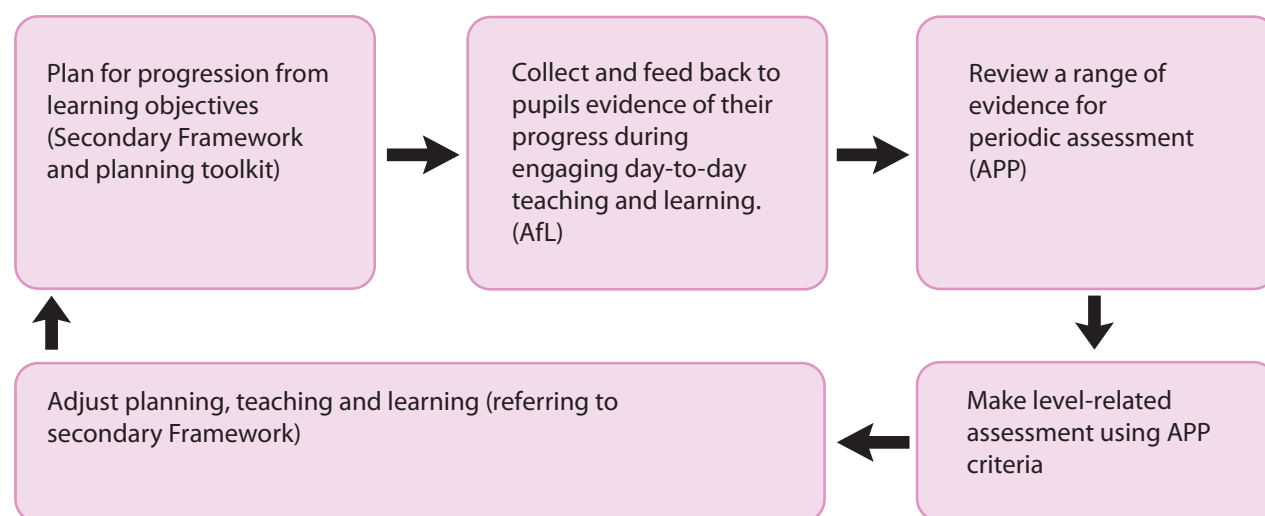 Plan for progression from
learning objectives
(Secondary Framework
and planning toolkit)
Collect and feed back to
pupils evidence of their
progress during
engaging day-to-day
teaching and learning.
(AfL)
Review a range of
evidence for
periodic assessment
(APP)
Make level-related
assessment using APP
criteria
Adjust planning, teaching and learning (referring to
secondary Framework)